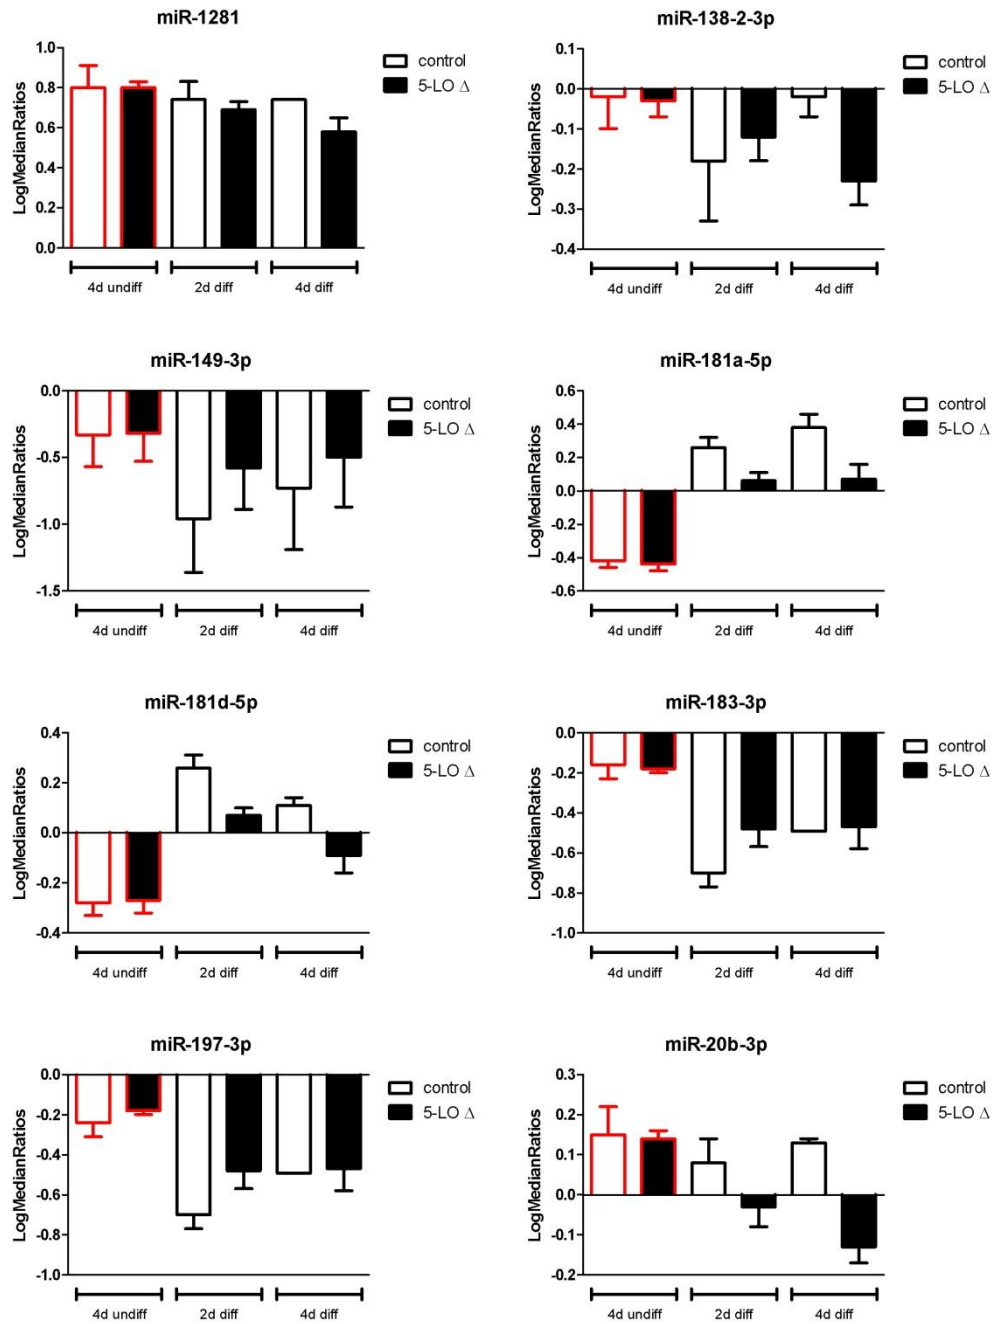 miR-1281
LogMedianRatios
1.0
0.8
0.6
0.4
0.2
0.0
control
5-LO Δ
4d undiff
2d diff
4d diff
miR-138-2-3p
LogMedianRatios
0.1
0.0
-0.1
-0.2
-0.3
-0.4
control
5-LO Δ
4d undiff
2d diff
4d diff
miR-149-3p
LogMedianRatios
0.0
-0.5
-1.0
-1.5
control
5-LO Δ
4d undiff
2d diff
4d diff
miR-181a-5p
LogMedianRatios
0.6
0.4
0.2
0.0
-0.2
-0.4
-0.6
control
5-LO Δ
4d undiff
2d diff
4d diff
miR-181d-5p
LogMedianRatios
0.4
0.2
0.0
-0.2
-0.4
control
5-LO Δ
4d undiff
2d diff
4d diff
miR-183-3p
LogMedianRatios
0.0
-0.2
-0.4
-0.6
-0.8
-1.0
control
5-LO Δ
4d undiff
2d diff
4d diff
miR-197-3p
LogMedianRatios
0.0
-0.2
-0.4
-0.6
-0.8
-1.0
control
5-LO Δ
4d undiff
2d diff
4d diff
miR-20b-3p
LogMedianRatios
0.3
0.2
0.1
0.0
-0.1
-0.2
control
5-LO Δ
4d undiff
2d diff
4d diff